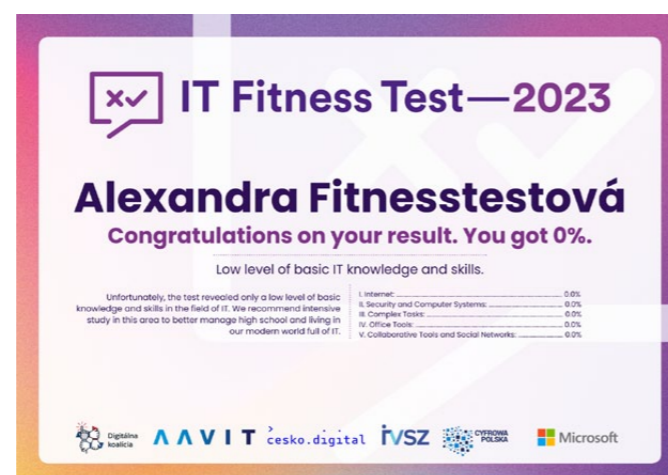 IT Fitness Test—2023
Alexandra Fitnesstestová
Congratulations on your result. You got 0%.
Low level of basic IT knowledge and skills.
Unfortunately, the test revealed only a low level of basic
knowledge and skills in the field of IT. We recommend intensive
study in this area to better manage high school and living in
our modern world full of IT.
I. Internet: 0.0%
II. Security and Computer Systems: 0.0%
III. Complex Tasks: 0.0%
IV. Office Tools: 0.0%
V. Collaborative Tools and Social Networks: 0.0%
Digitálna
koalícia
AAVIT
česko.digital
IVSZ
CYFROWA
POLSKA
Microsoft